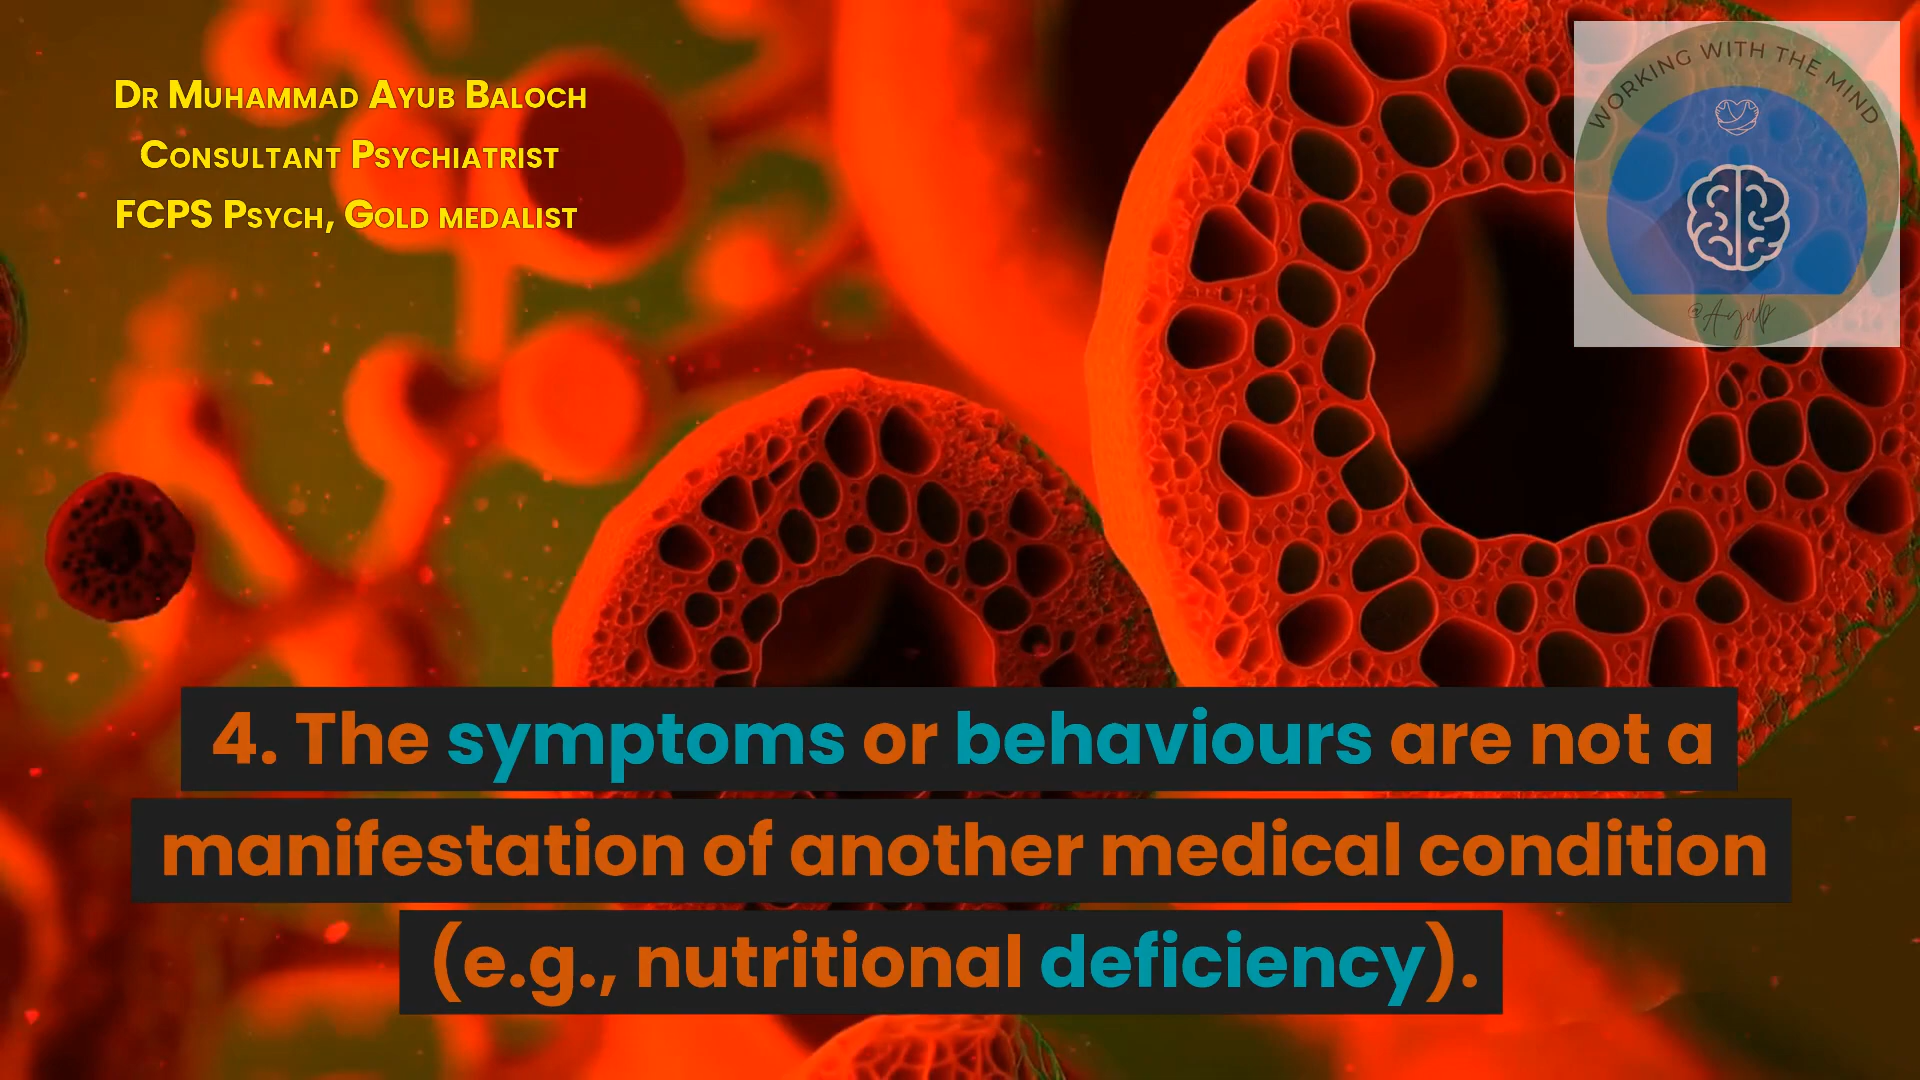 Dr Muhammad Ayub Baloch
Consultant Psychiatrist
FCPS Psych, Gold medalist
WORKING WITH THE MIND
@Ayub
4. The symptoms or behaviours are not a
manifestation of another medical condition
(e.g., nutritional deficiency).